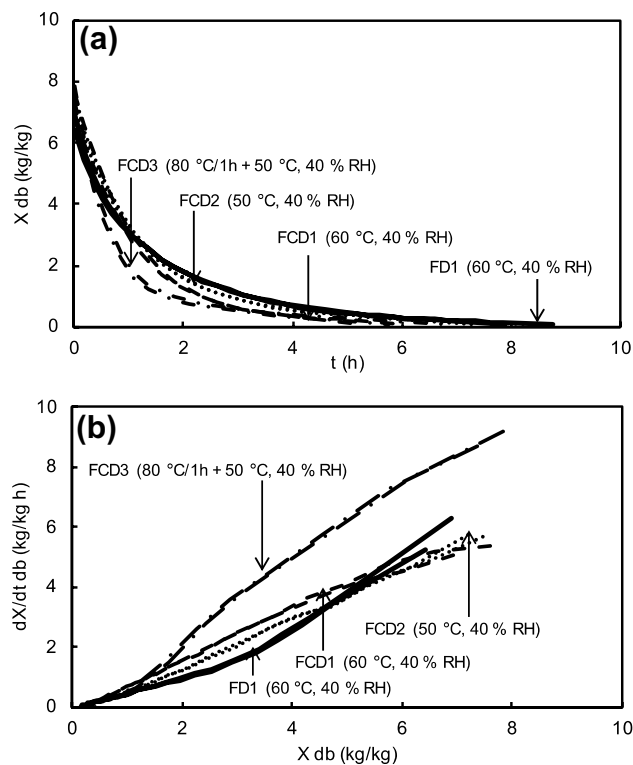 (a)
10
8
6
4
2
0
X db (kg/kg)
FCD3 (80 °C/1h + 50 °C, 40 % RH)
FCD2 (50 °C, 40 % RH)
FCD1 (60 °C, 40 % RH)
FD1 (60 °C, 40 % RH)
0 2 4 6 8 10
t (h)
(b)
10
8
6
4
2
0
dX/dt db (kg/kg h)
FCD3 (80 °C/1h + 50 °C, 40 % RH)
FCD2 (50 °C, 40 % RH)
FCD1 (60 °C, 40 % RH)
FD1 (60 °C, 40 % RH)
0 2 4 6 8 10
X db (kg/kg)